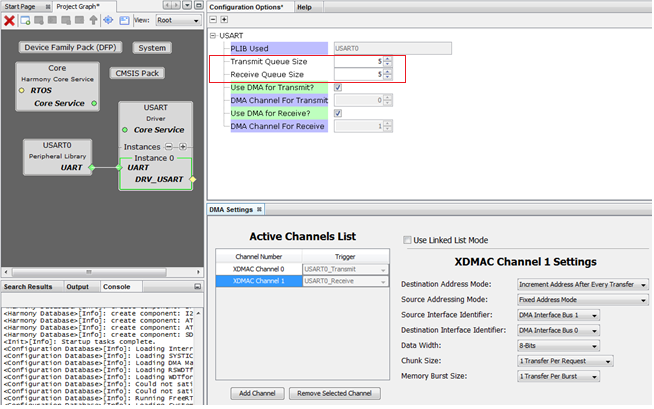 Start Page
Project Graph*
View:
Root
Device Family Pack (DFP)
System
Core
Harmony Core Service
RTOS
Core Service
CMSIS Pack
USART
Driver
Core Service
Instances
Instance 0
UART
DRV_USART
USART0
Peripheral Library
UART
Search Results
Output
Console
<Harmony Database>[Info]: create component: I2
<Harmony Database>[Info]: create component: AT
<Harmony Database>[Info]: create component: AT
<Harmony Database>[Info]: create component: SD
<Init>[Info]: Startup tasks complete.
<Configuration Database>[Info]: Loading Interr
<Configuration Database>[Info]: Loading SYSTIC
<Configuration Database>[Info]: Loading DMA Ma
<Configuration Database>[Info]: Loading RSWDTf
<Configuration Database>[Info]: Loading WDTfor
<Configuration Database>[Info]: Could not sati
<Configuration Database>[Info]: Could not sati
<Configuration Database>[Info]: Running FreeRT
Configuration Options*
Help
USART
PLIB Used
USART0
Transmit Queue Size
5
Receive Queue Size
5
Use DMA for Transmit?
DMA Channel For Transmit
0
Use DMA for Receive?
DMA Channel For Receive
1
DMA Settings
Active Channels List
Channel Number
Trigger
XDMAC Channel 0
USART0_Transmit
XDMAC Channel 1
USART0_Receive
Add Channel
Remove Selected Channel
Use Linked List Mode
XDMAC Channel 1 Settings
Destination Address Mode:
Increment Address After Every Transfer
Source Addressing Mode:
Fixed Address Mode
Source Interface Identifier:
DMA Interface Bus 1
Destination Interface Identifier:
DMA Interface Bus 0
Data Width:
8-Bits
Chunk Size:
1 Transfer Per Request
Memory Burst Size:
1 Transfer Per Burst